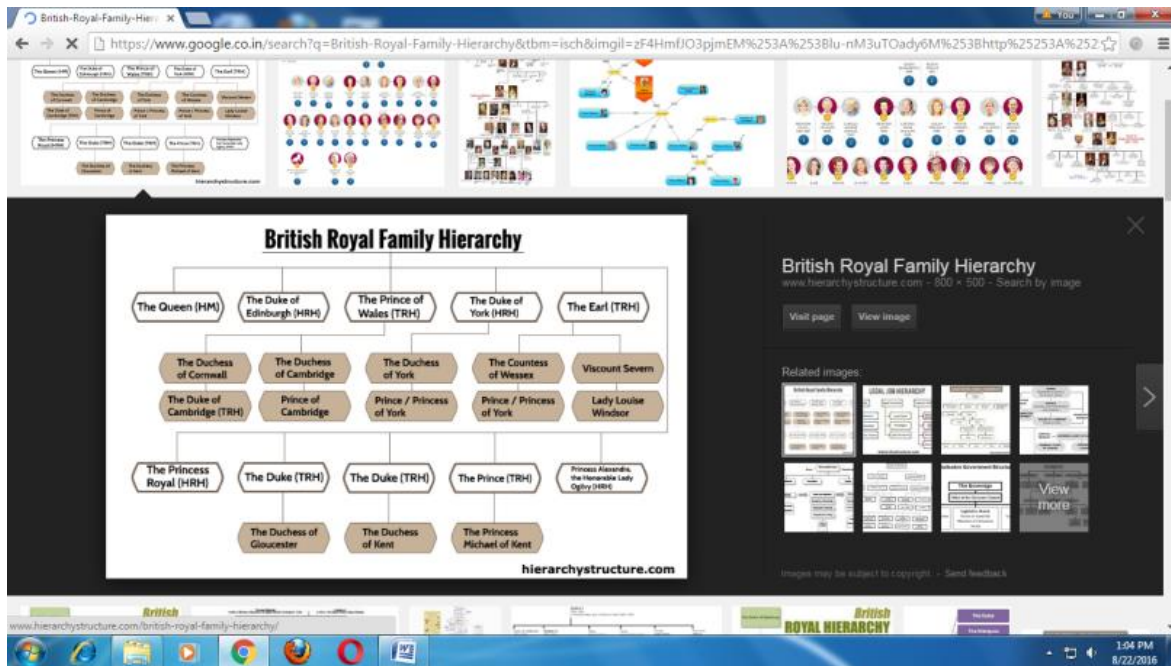 British-Royal-Family-Hier
You
https://www.google.co.in/search?q=British-Royal-Family-Hierarchy&tbm=isch&imgil=zF4HmfJO3pjmEM%253A%253Blu-nM3uTOady6M%253Bhttp%25253A%252
hierarchystructure.com
British Royal Family Hierarchy
The Queen (HM)
The Duke of
Edinburgh (HRH)
The Prince of
Wales (TRH)
The Duke of
York (HRH)
The Earl (TRH)
The Duchess
of Cornwall
The Duchess
of Cambridge
The Duchess
of York
The Countess
of Wessex
Viscount Severn
The Duke of
Cambridge (TRH)
Prince of
Cambridge
Prince / Princess
of York
Prince / Princess
of York
Lady Louise
Windsor
The Princess
Royal (HRH)
The Duke (TRH)
The Duke (TRH)
The Prince (TRH)
Princess Alexandra,
the Honorable Lady
Ogilvy (HRH)
The Duchess of
Gloucester
The Duchess
of Kent
The Princess
Michael of Kent
hierarchystructure.com
British Royal Family Hierarchy
www.hierarchystructure.com - 800 × 500 - Search by image
Visit page
View image
Related images:
LEGAL JOB HIERARCHY
View
more
Images may be subject to copyright. - Send feedback
British
British
ROYAL HIERARCHY
www.hierarchystructure.com/british-royal-family-hierarchy/
1:04 PM
8/22/2016